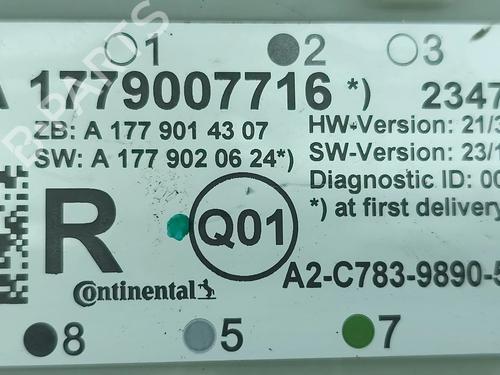 1 2 3
A 1779007716 *) 2347
ZB: A 177 901 43 07 HW-Version: 21/3
SW: A 177 902 06 24*) SW-Version: 23/1
Diagnostic ID: 00
*) at first delivery
R Q01
Continental A2-C783-9890-5
8 5 7